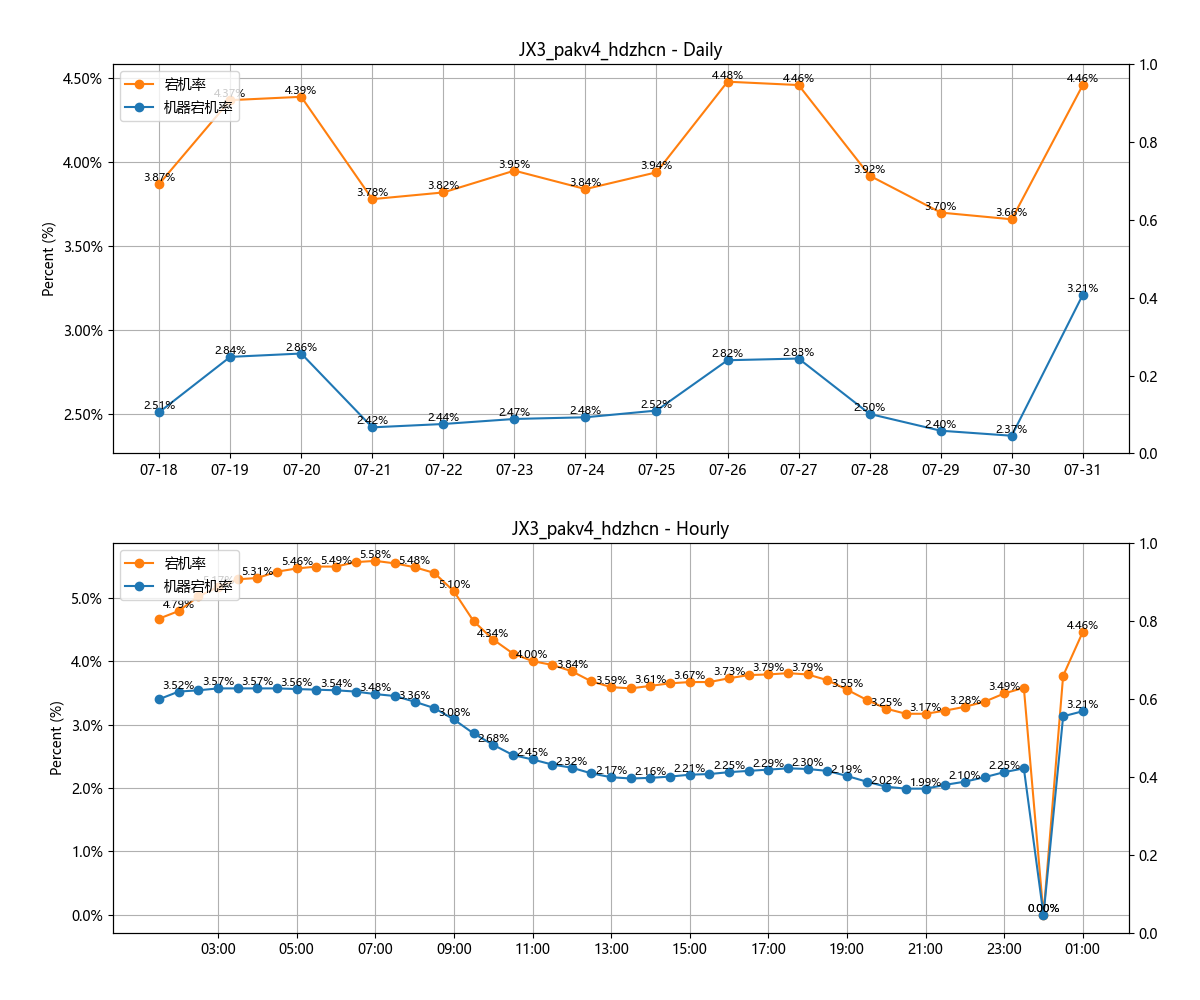 JX3_pakv4_hdzhcn - Daily
宕机率
机器宕机率
Percent (%)
4.50%
4.00%
3.50%
3.00%
2.50%
1.0
0.8
0.6
0.4
0.2
0.0
3.87% 4.37% 4.39% 3.78% 3.82% 3.95% 3.84% 3.94% 4.48% 4.46% 3.92% 3.70% 3.66% 4.46%
2.51% 2.84% 2.86% 2.42% 2.44% 2.47% 2.48% 2.52% 2.82% 2.83% 2.50% 2.40% 2.37% 3.21%
07-18 07-19 07-20 07-21 07-22 07-23 07-24 07-25 07-26 07-27 07-28 07-29 07-30 07-31
JX3_pakv4_hdzhcn - Hourly
宕机率
机器宕机率
Percent (%)
5.0%
4.0%
3.0%
2.0%
1.0%
0.0%
1.0
0.8
0.6
0.4
0.2
0.0
4.79% 5.31% 5.46% 5.49% 5.58% 5.48% 5.10% 4.34% 4.00% 3.84% 3.59% 3.61% 3.67% 3.73% 3.79% 3.79% 3.55% 3.25% 3.17% 3.28% 3.49% 0.00% 4.46%
3.52% 3.57% 3.57% 3.56% 3.54% 3.48% 3.36% 3.08% 2.68% 2.45% 2.32% 2.17% 2.16% 2.21% 2.25% 2.29% 2.30% 2.19% 2.02% 1.99% 2.10% 2.25% 0.00% 3.21%
03:00 05:00 07:00 09:00 11:00 13:00 15:00 17:00 19:00 21:00 23:00 01:00